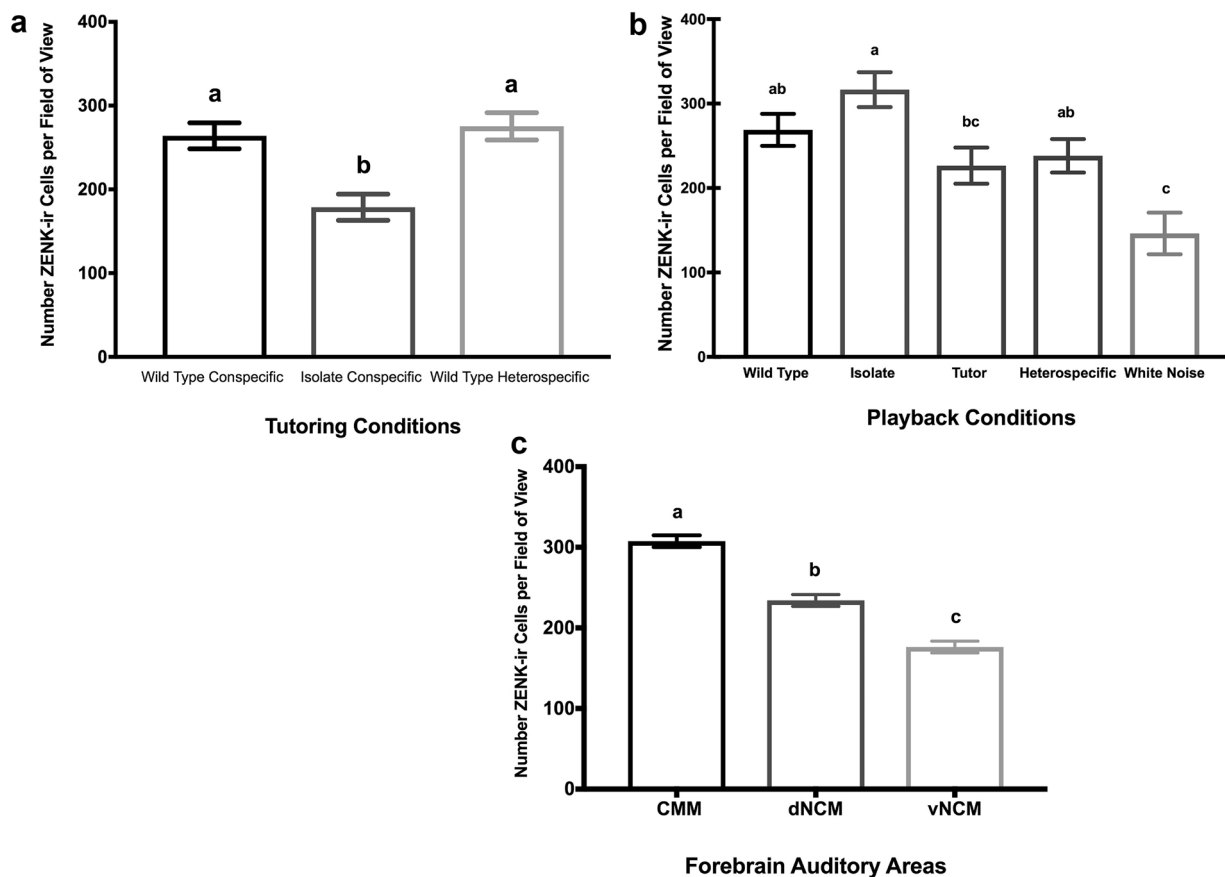 a
Number ZENK-ir Cells per Field of View
400
300
200
100
0
a
b
a
Wild Type Conspecific
Isolate Conspecific
Wild Type Heterospecific
Tutoring Conditions
b
Number ZENK-ir Cells per Field of View
400
300
200
100
0
ab
a
bc
ab
c
Wild Type
Isolate
Tutor
Heterospecific
White Noise
Playback Conditions
c
Number ZENK-ir Cells per Field of View
400
300
200
100
0
a
b
c
CMM
dNCM
vNCM
Forebrain Auditory Areas